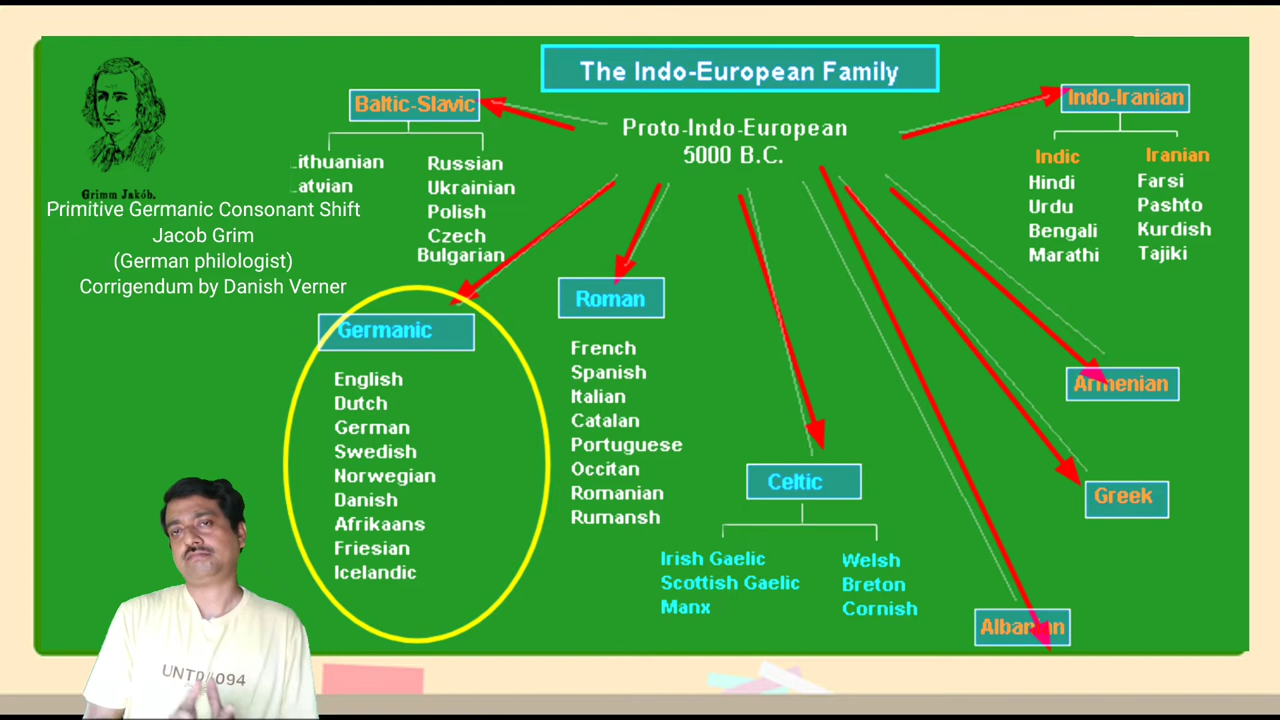 The Indo-European Family
Proto-Indo-European
5000 B.C.
Grimm Jakób.
Primitive Germanic Consonant Shift
Jacob Grim
(German philologist)
Corrigendum by Danish Verner
Baltic-Slavic
ithuanian
atvian
Russian
Ukrainian
Polish
Czech
Bulgarian
Germanic
English
Dutch
German
Swedish
Norwegian
Danish
Afrikaans
Friesian
Icelandic
Roman
French
Spanish
Italian
Catalan
Portuguese
Occitan
Romanian
Rumansh
Celtic
Irish Gaelic
Scottish Gaelic
Manx
Welsh
Breton
Cornish
Indo-Iranian
Indic
Hindi
Urdu
Bengali
Marathi
Iranian
Farsi
Pashto
Kurdish
Tajiki
Armenian
Greek
Albanian